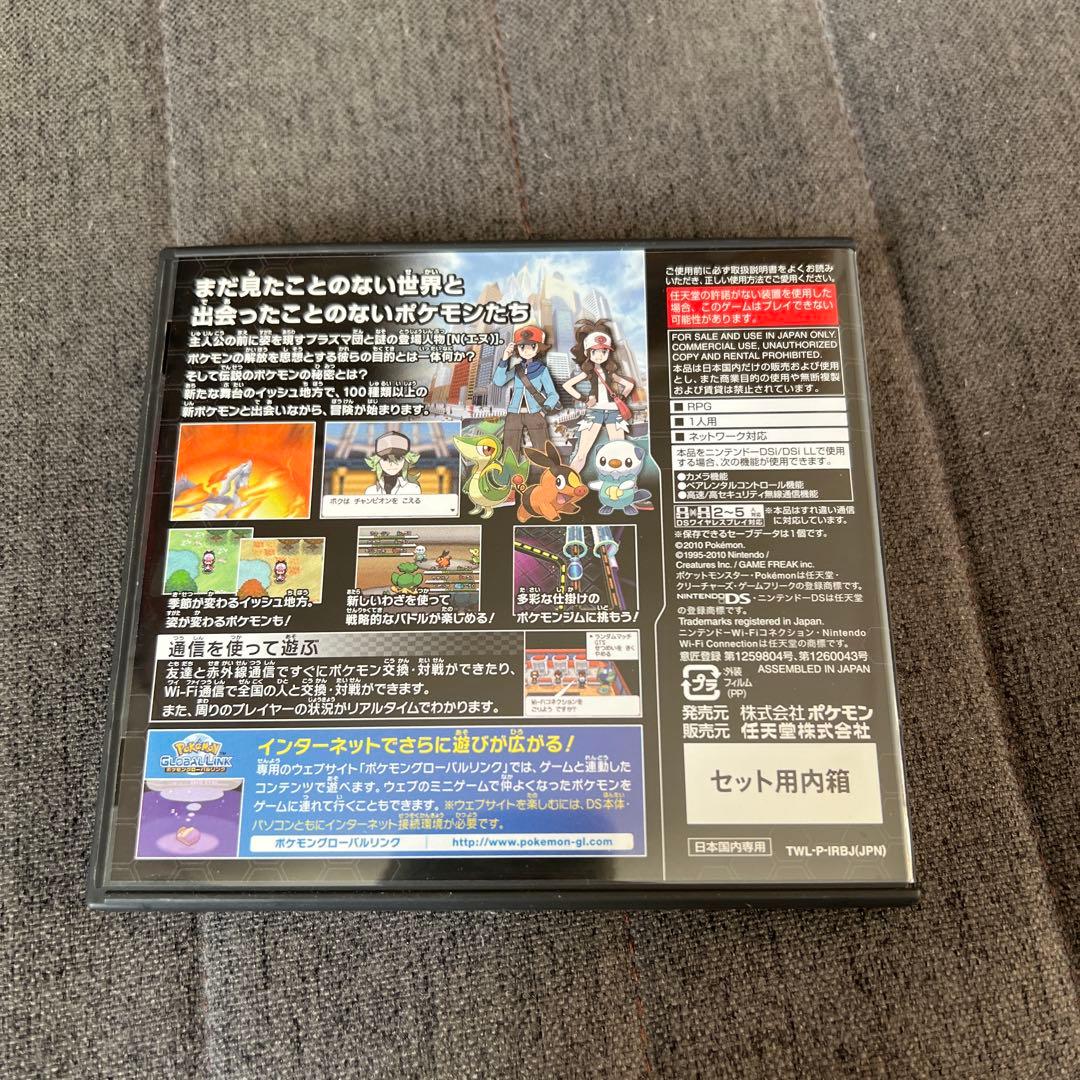 まだ見たことのない世界と
出会ったことのないポケモンたち
主人公の前に姿を現すプラズマ団と謎の登場人物[N(エヌ)]。
ポケモンの解放を思想とする彼らの目的とは一体何か?
そして伝説のポケモンの秘密とは?
新たな舞台のイッシュ地方で、100種類以上の
新ポケモンと出会いながら、冒険が始まります。
ボクは チャンピオンを こえる
季節が変わるイッシュ地方。
姿が変わるポケモンも!
新しいわざを使って
戦略的なバトルが楽しめる!
多彩な仕掛けの
ポケモンジムに挑もう!
通信を使って遊ぶ
友達と赤外線通信ですぐにポケモン交換・対戦ができたり、
Wi-Fi通信で全国の人と交換・対戦ができます。
また、周りのプレイヤーの状況がリアルタイムでわかります。
ランダムマッチ
GTS
せつめいを きく
やめる
Wi-Fiコネクションを
ごりよう ですか?
POKéMON
GLOBAL LINK
ポケモングローバルリンク
インターネットでさらに遊びが広がる!
専用のウェブサイト「ポケモングローバルリンク」では、ゲームと連動した
コンテンツで遊べます。ウェブのミニゲームで仲よくなったポケモンを
ゲームに連れて行くこともできます。※ウェブサイトを楽しむには、DS本体・
パソコンともにインターネット接続環境が必要です。
ポケモングローバルリンク http://www.pokemon-gl.com/
ご使用前に必ず取扱説明書をよくお読み
いただき、正しい使用方法でご愛用ください。
任天堂の許諾がない装置を使用した
場合、このゲームはプレイできない
可能性があります。
FOR SALE AND USE IN JAPAN ONLY.
COMMERCIAL USE, UNAUTHORIZED
COPY AND RENTAL PROHIBITED.
本品は日本国内だけの販売および使用
とし、また商業目的の使用や無断複製
および賃貸は禁止されています。
RPG
1人用
ネットワーク対応
本品をニンテンドーDSi/DSi LLで使用
する場合、次の機能が使用できます。
●カメラ機能
●ペアレンタルコントロール機能
●高速/高セキュリティ無線通信機能
2~5人対応
DSワイヤレスプレイ対応
※本品はすれ違い通信
に対応しています。
※保存できるセーブデータは1個です。
©2010 Pokémon.
©1995-2010 Nintendo/
Creatures Inc. / GAME FREAK inc.
ポケットモンスター・Pokémonは任天堂・
クリーチャーズ・ゲームフリークの登録商標です。
NINTENDO DS・ニンテンドーDSは任天堂
の登録商標です。
Trademarks registered in Japan.
ニンテンドーWi-Fiコネクション・Nintendo
Wi-Fi Connectionは任天堂の商標です。
意匠登録 第1259804号、第1260043号
ASSEMBLED IN JAPAN
プラ
外装
フィルム
(PP)
発売元 株式会社ポケモン
販売元 任天堂株式会社
セット用内箱
日本国内専用
TWL-P-IRBJ(JPN)